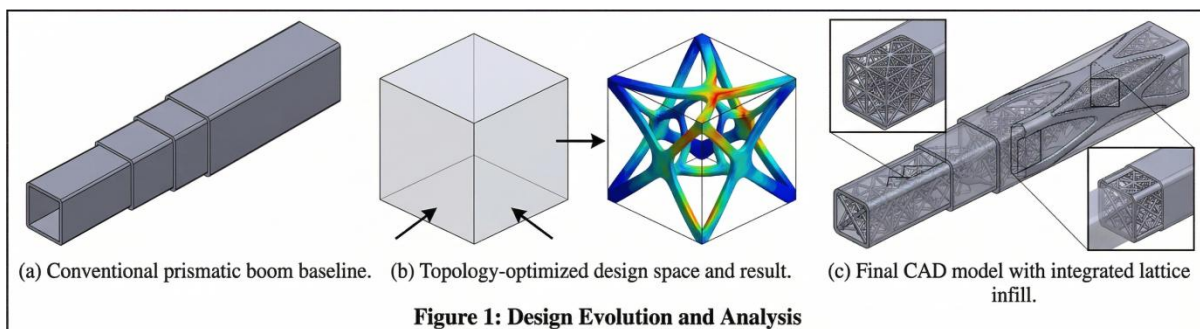 (a) Conventional prismatic boom baseline.
(b) Topology-optimized design space and result.
(c) Final CAD model with integrated lattice
infill.
Figure 1: Design Evolution and Analysis